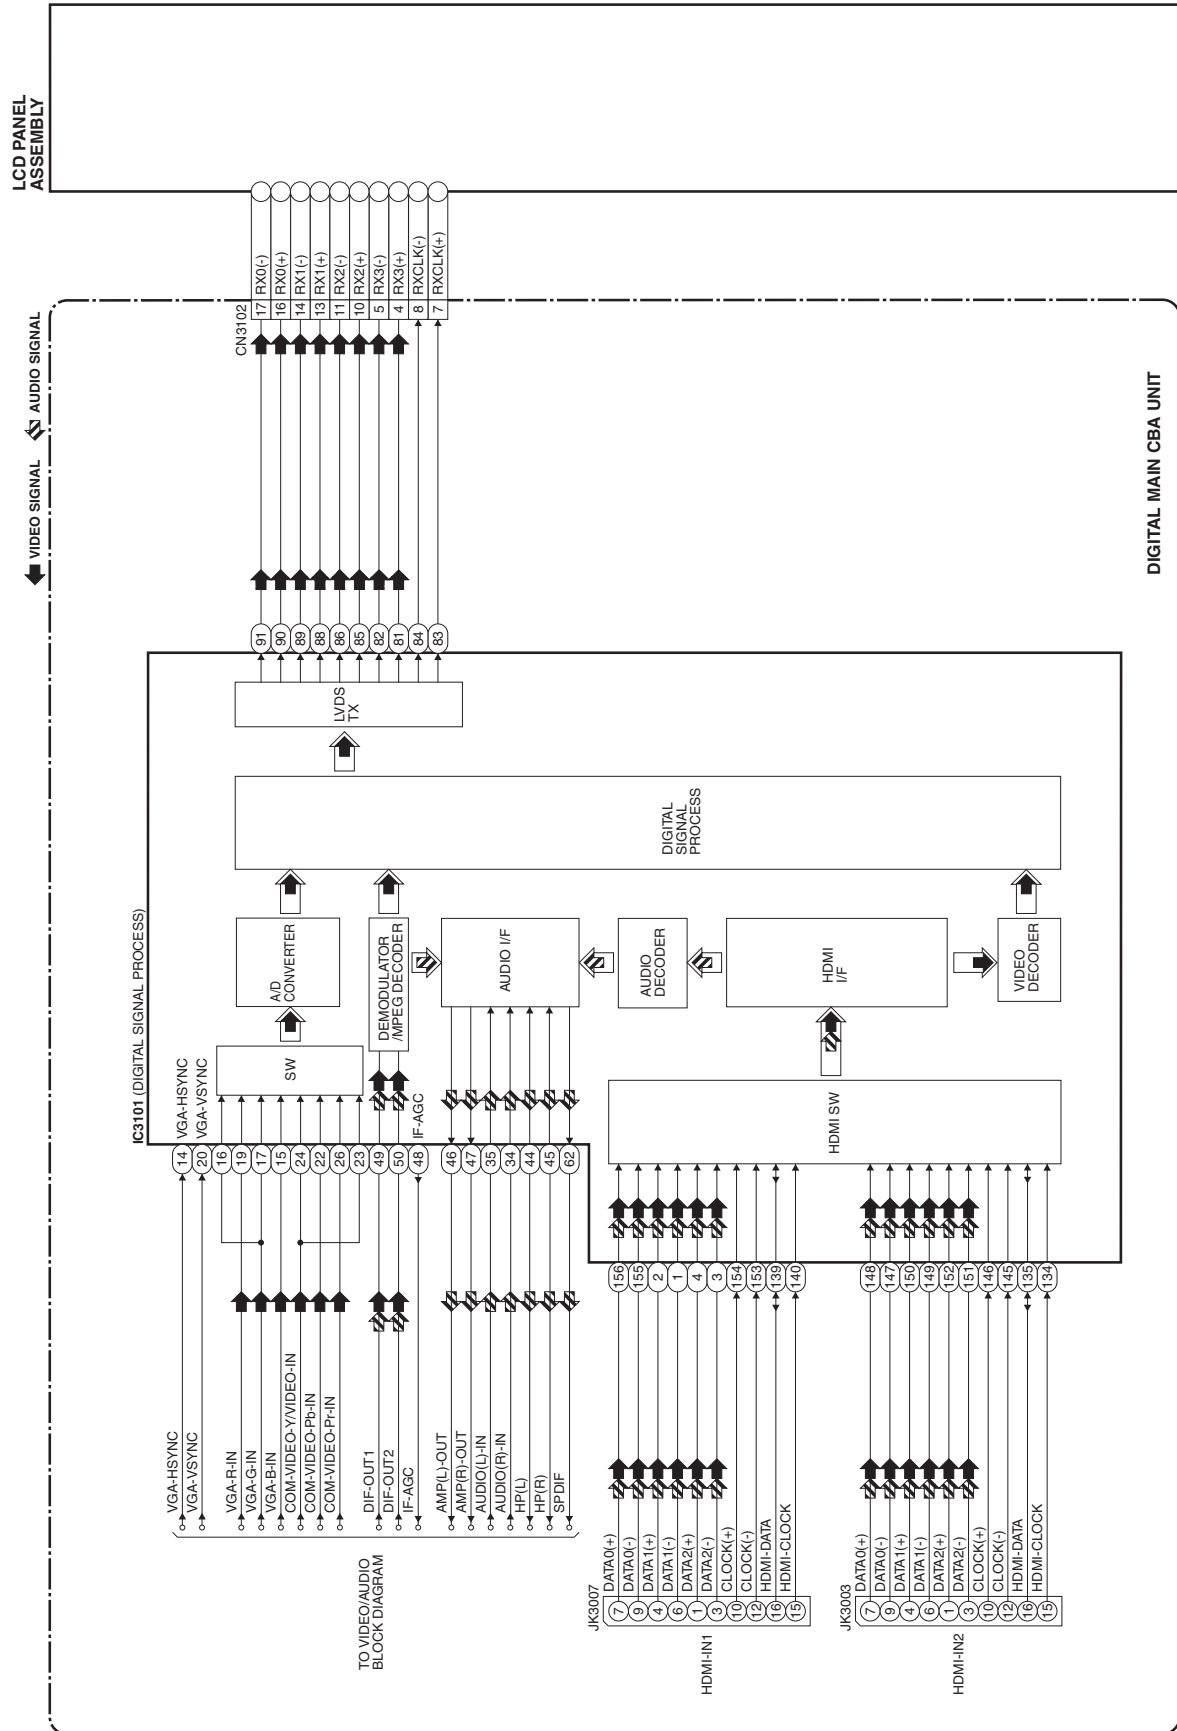 LCD PANEL
ASSEMBLY
VIDEO SIGNAL
AUDIO SIGNAL
CN3102
17 RX0(-)
16 RX0(+)
14 RX1(-)
13 RX1(+)
11 RX2(-)
10 RX2(+)
5 RX3(-)
4 RX3(+)
8 RXCLK(-)
7 RXCLK(+)
DIGITAL MAIN CBA UNIT
91
90
89
88
86
85
82
81
84
83
LVDS
TX
DIGITAL
SIGNAL
PROCESS
IC3101 (DIGITAL SIGNAL PROCESS)
A/D
CONVERTER
DEMODULATOR
/MPEG DECODER
AUDIO I/F
AUDIO
DECODER
HDMI
I/F
VIDEO
DECODER
SW
HDMI SW
VGA-HSYNC
VGA-VSYNC
IF-AGC
14
20
16
19
17
15
24
22
26
23
49
50
48
46
47
35
34
44
45
62
156
155
2
1
4
3
154
153
139
140
148
147
150
149
152
151
146
145
135
134
VGA-HSYNC
VGA-VSYNC
VGA-R-IN
VGA-G-IN
VGA-B-IN
COM-VIDEO-Y/VIDEO-IN
COM-VIDEO-Pb-IN
COM-VIDEO-Pr-IN
DIF-OUT1
DIF-OUT2
IF-AGC
AMP(L)-OUT
AMP(R)-OUT
AUDIO(L)-IN
AUDIO(R)-IN
HP(L)
HP(R)
SPDIF
TO VIDEO/AUDIO
BLOCK DIAGRAM
JK3007
7 DATA0(+)
9 DATA0(-)
4 DATA1(+)
6 DATA1(-)
1 DATA2(+)
3 DATA2(-)
10 CLOCK(+)
12 CLOCK(-)
16 HDMI-DATA
15 HDMI-CLOCK
HDMI-IN1
JK3003
7 DATA0(+)
9 DATA0(-)
4 DATA1(+)
6 DATA1(-)
1 DATA2(+)
3 DATA2(-)
10 CLOCK(+)
12 CLOCK(-)
16 HDMI-DATA
15 HDMI-CLOCK
HDMI-IN2